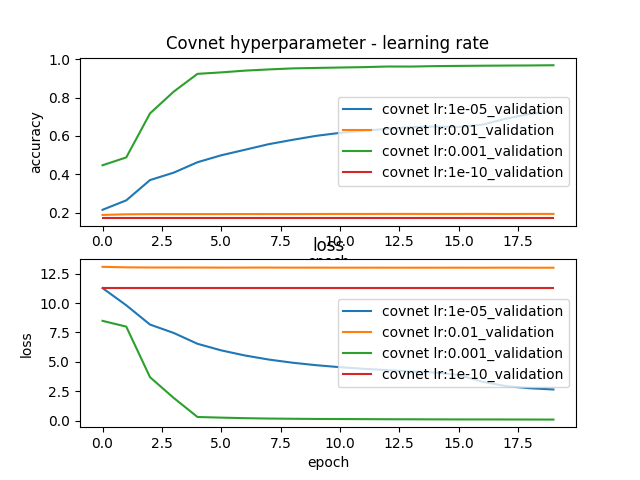 Covnet hyperparameter - learning rate
accuracy
1.0
0.8
0.6
0.4
0.2
covnet lr:1e-05_validation
covnet lr:0.01_validation
covnet lr:0.001_validation
covnet lr:1e-10_validation
0.0 2.5 5.0 7.5 10.0 12.5 15.0 17.5
epoch
loss
loss
12.5
10.0
7.5
5.0
2.5
0.0
covnet lr:1e-05_validation
covnet lr:0.01_validation
covnet lr:0.001_validation
covnet lr:1e-10_validation
0.0 2.5 5.0 7.5 10.0 12.5 15.0 17.5
epoch